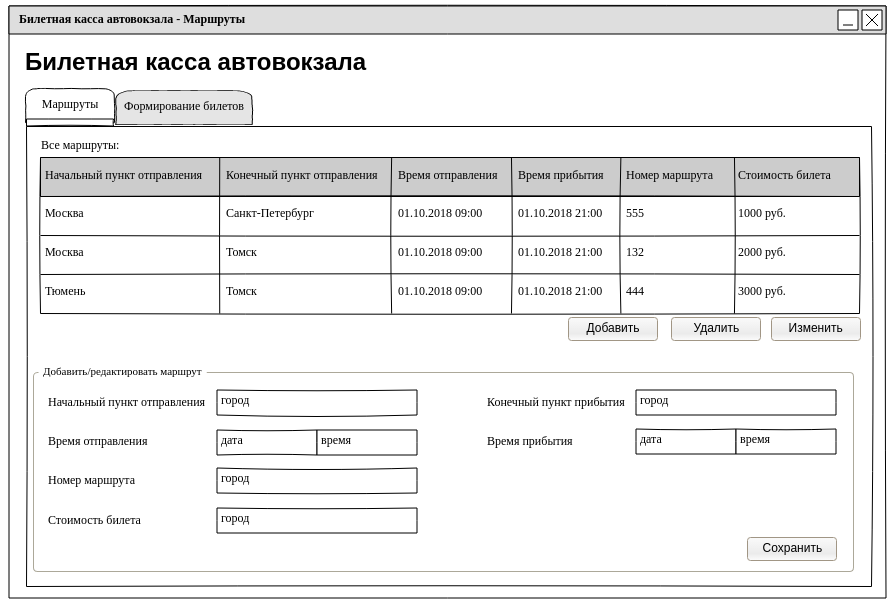 Билетная касса автовокзала - Маршруты
Билетная касса автовокзала
Маршруты Формирование билетов
Все маршруты:
Начальный пункт отправления Конечный пункт отправления Время отправления Время прибытия Номер маршрута Стоимость билета
Москва Санкт-Петербург 01.10.2018 09:00 01.10.2018 21:00 555 1000 руб.
Москва Томск 01.10.2018 09:00 01.10.2018 21:00 132 2000 руб.
Тюмень Томск 01.10.2018 09:00 01.10.2018 21:00 444 3000 руб.
Добавить Удалить Изменить
Добавить/редактировать маршрут
Начальный пункт отправления город Конечный пункт прибытия город
Время отправления дата время Время прибытия дата время
Номер маршрута город
Стоимость билета город
Сохранить